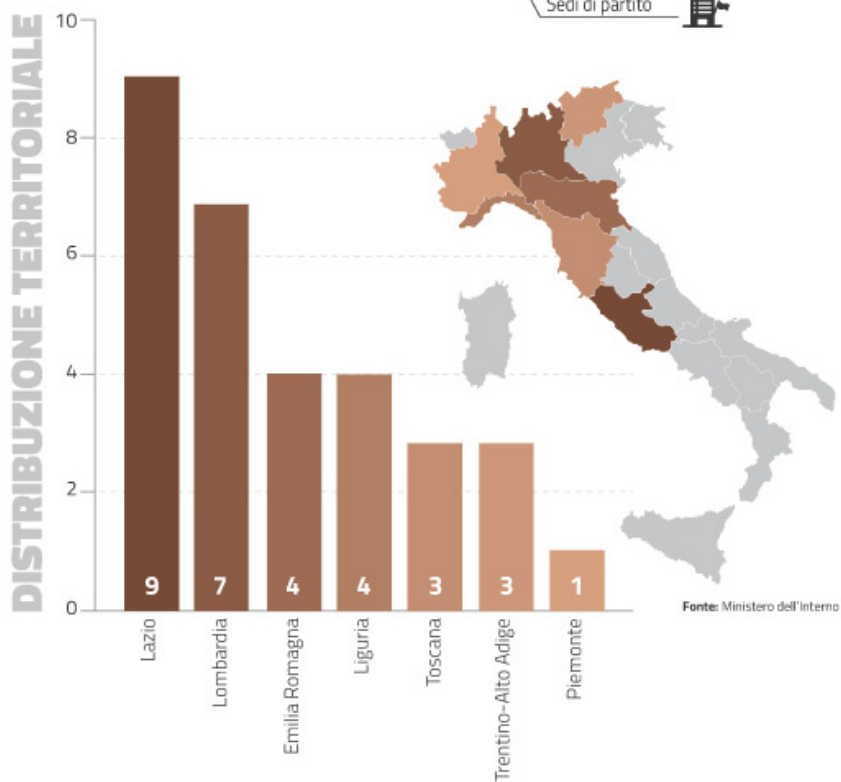 Sedi di partito
DISTRIBUZIONE TERRITORIALE
10
8
6
4
2
0
9
7
4
4
3
3
1
Lazio
Lombardia
Emilia Romagna
Liguria
Toscana
Trentino-Alto Adige
Piemonte
Fonte: Ministero dell'Interno